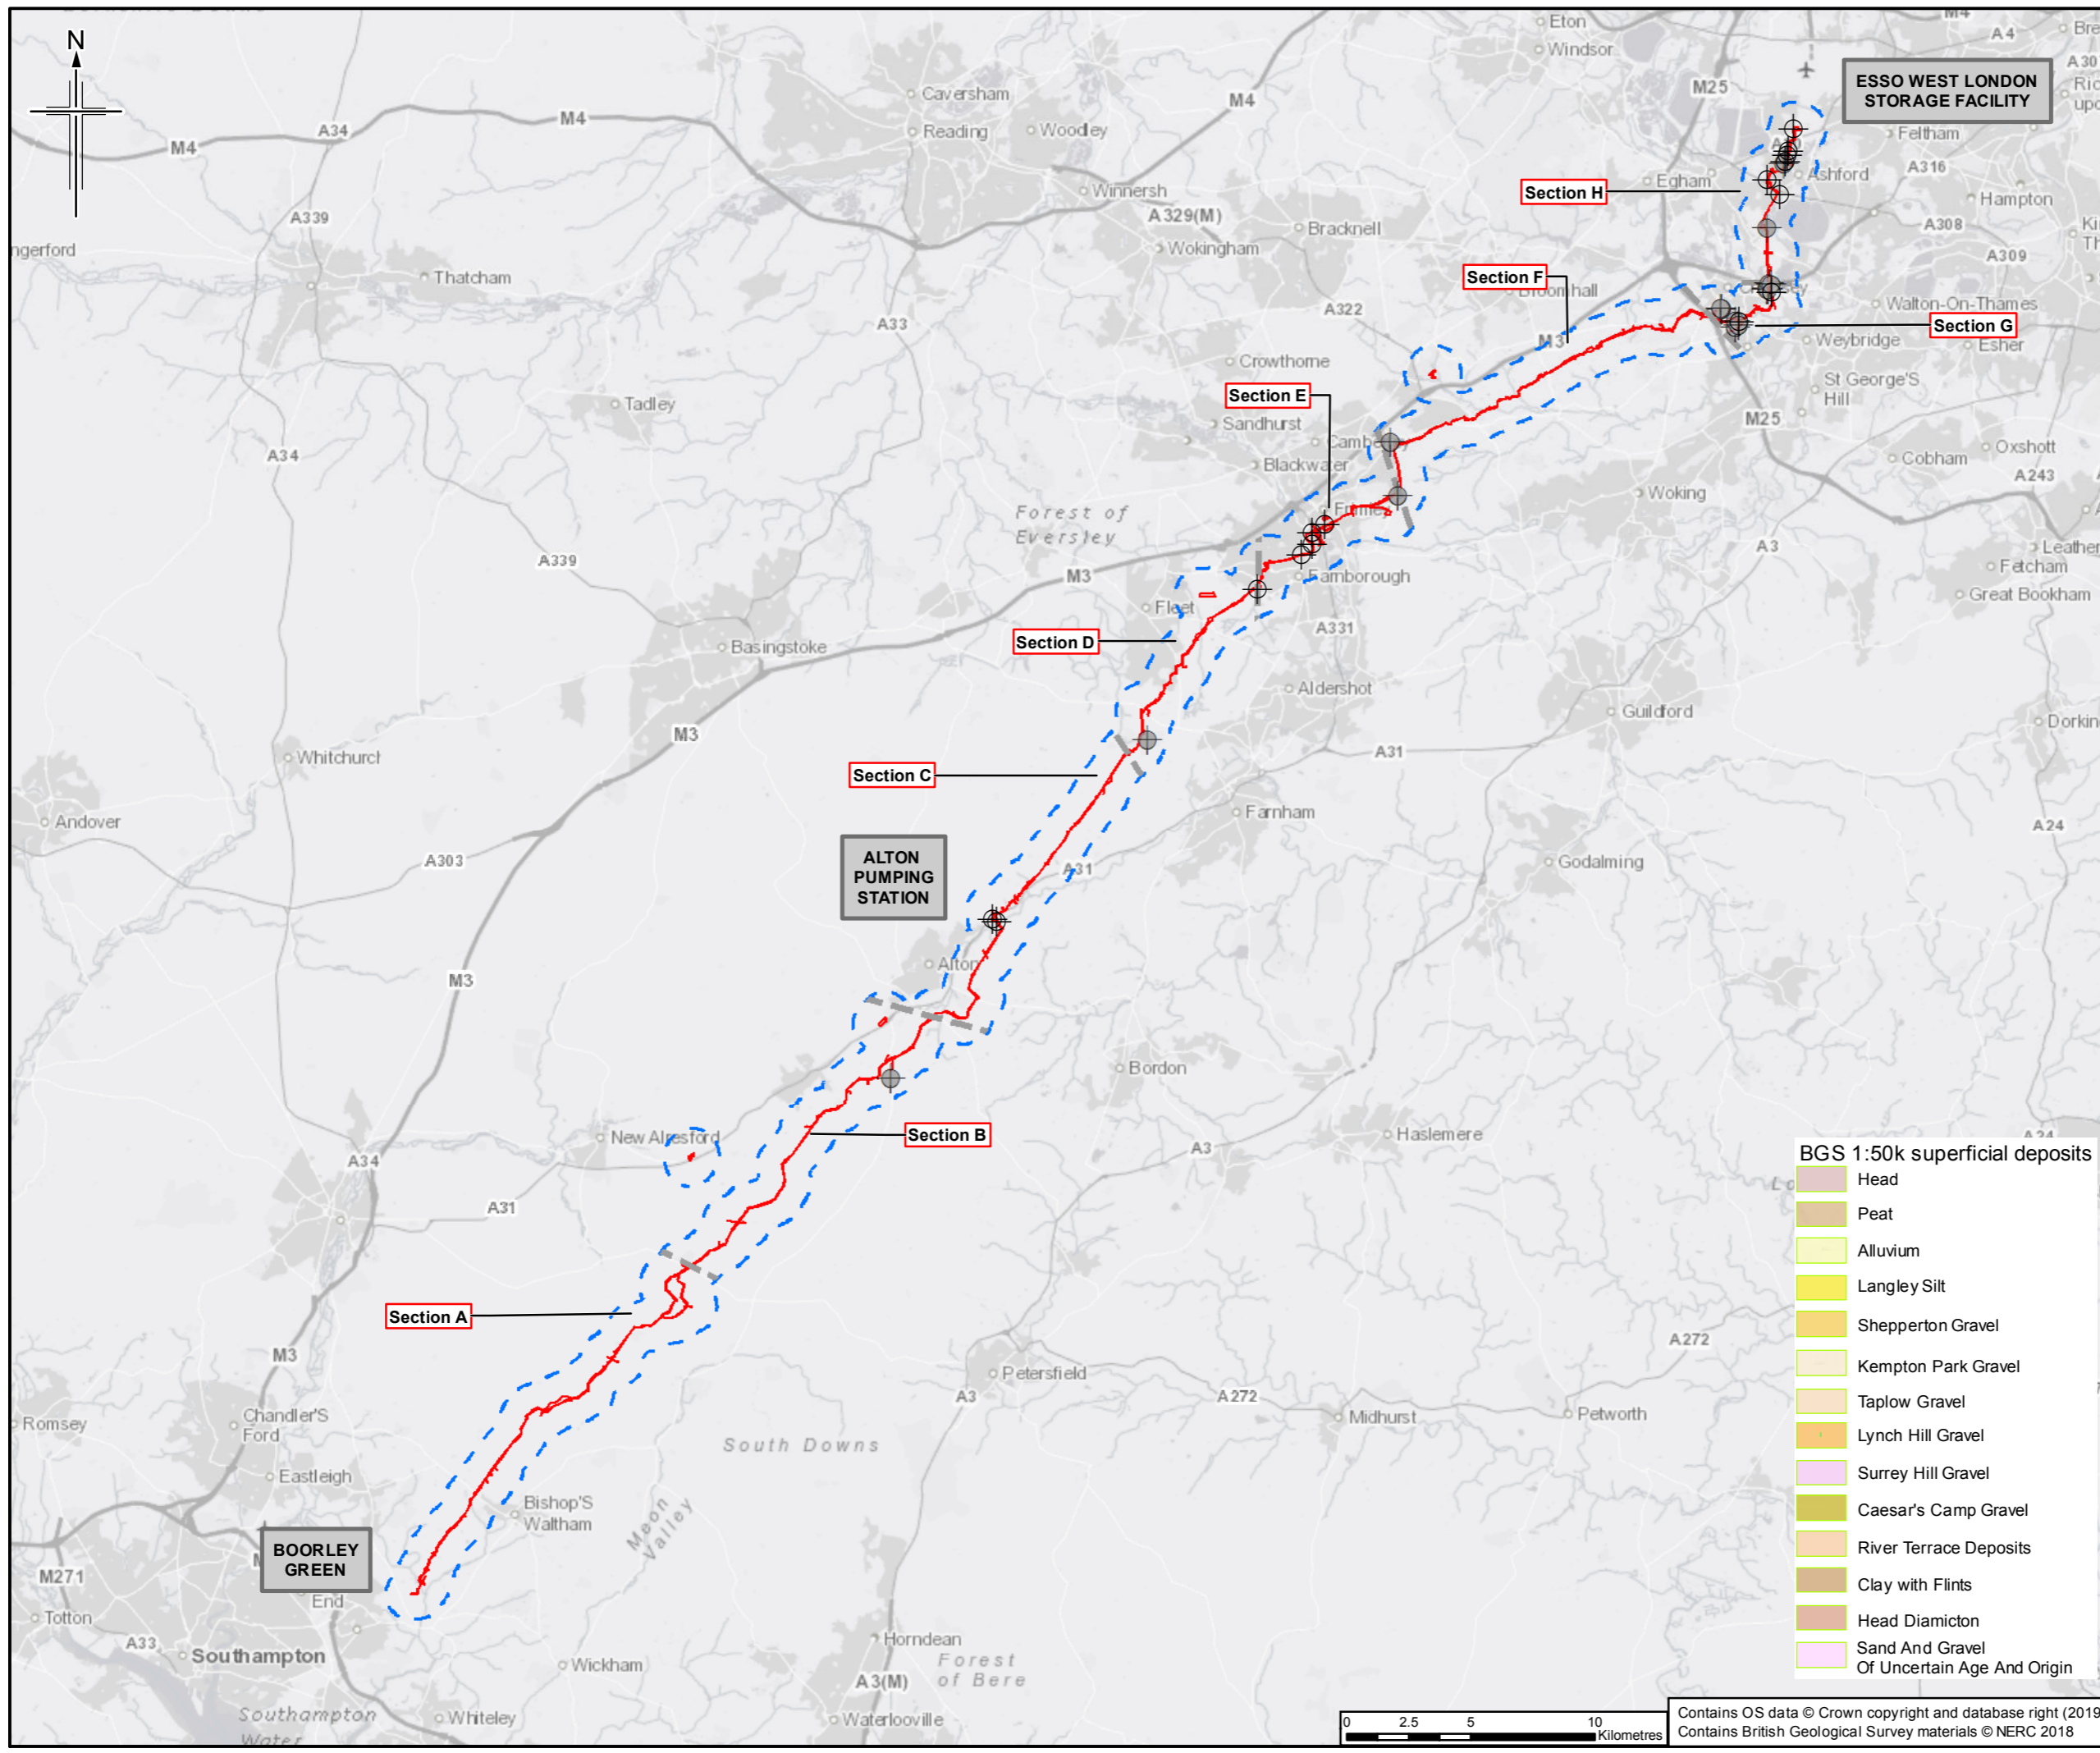 N
Eton
Windsor
M4
A4
Bre
A30
Ric
upo
ESSO WEST LONDON
STORAGE FACILITY
M25
Feltham
Caversham
M4
A34
M4
M4
Reading
Woodley
A316
Ashford
Egham
Section H
Hampton
Winnersh
A329(M)
A339
Bracknell
A308
Wokingham
A309
ngerford
Thatcham
Section F
Broomhall
Walton-On-Thames
A322
A33
Section G
M3
Weybridge
Esher
Crowthorne
St George'S
Hill
Section E
Tadley
M25
Sandhurst
Oxshott
A34
Blackwater
Cobham
A243
Woking
Forest of
Eversley
A3
Leather
A339
Fetcham
M3
Farnborough
Great Bookham
Fleet
A331
Section D
Basingstoke
Aldershot
Guildford
Dorkin
M3
A31
Whitchurch
Section C
Farnham
Andover
A24
A303
ALTON
PUMPING
STATION
A31
Godalming
Alton
M3
Bordon
New Alresford
Section B
Haslemere
A3
A24
A34
A31
Section A
A272
M3
Petersfield
A3
A272
Midhurst
Petworth
Romsey
Chandler'S
Ford
South Downs
Eastleigh
Bishop'S
Waltham
Meon
Valley
BOORLEY
GREEN
M271
End
Totton
A33
Southampton
Horndean
Wickham
Forest
of Bere
A3(M)
Southampton
Water
Whiteley
Waterlooville
BGS 1:50k superficial deposits
Head
Peat
Alluvium
Langley Silt
Shepperton Gravel
Kempton Park Gravel
Taplow Gravel
Lynch Hill Gravel
Surrey Hill Gravel
Caesar's Camp Gravel
River Terrace Deposits
Clay with Flints
Head Diamicton
Sand And Gravel
Of Uncertain Age And Origin
0 2.5 5 10
Kilometres
Contains OS data © Crown copyright and database right (2019
Contains British Geological Survey materials © NERC 2018